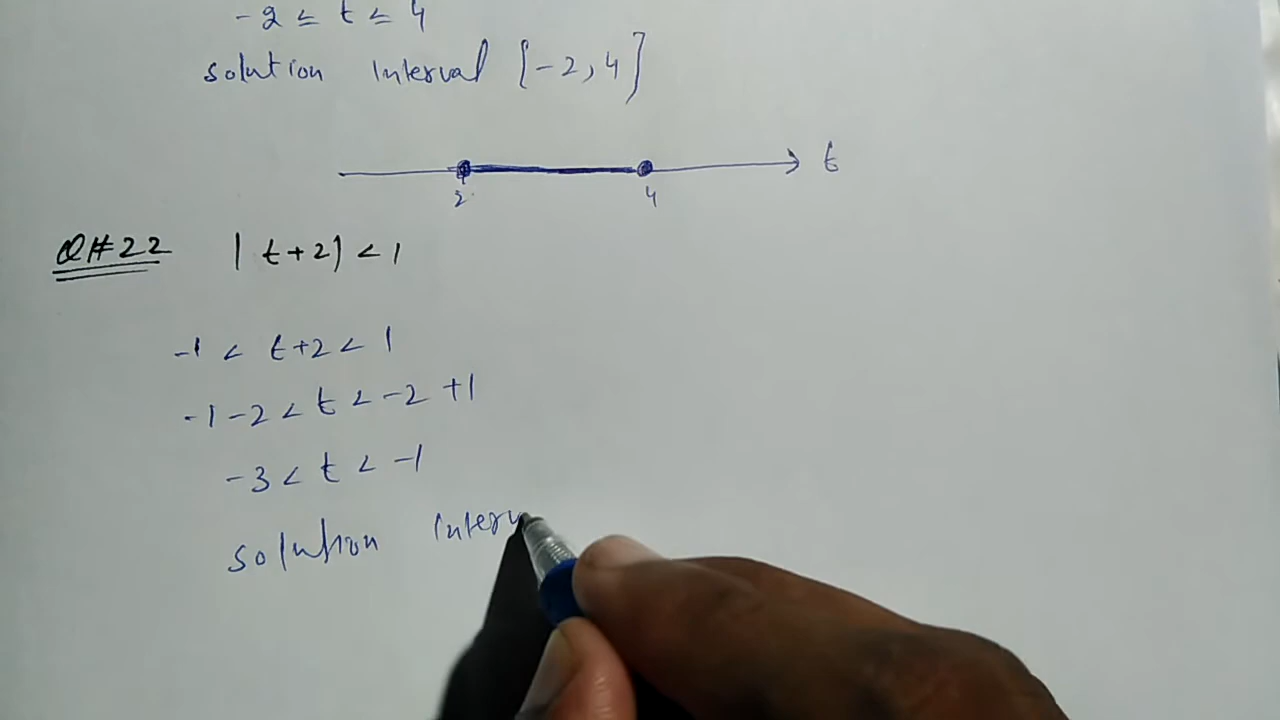 -2 ≤ t ≤ 4
solution Interval [-2, 4]
t
2 4
Q#22 |t+2| < 1
-1 < t+2 < 1
-1-2 < t < -2 +1
-3 < t < -1
solution Interv